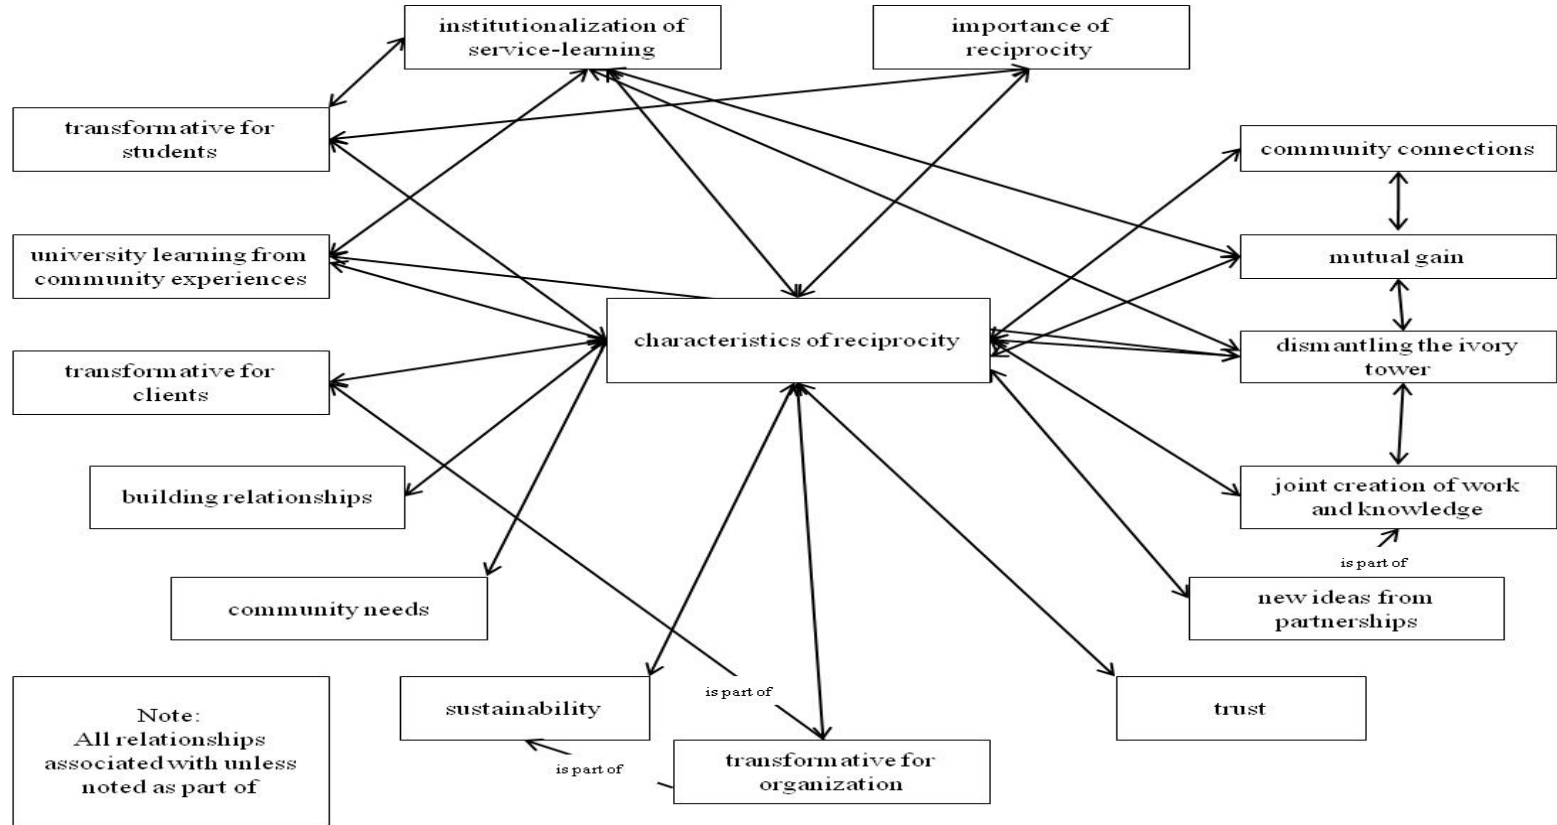 institutionalization of
service-learning
importance of
reciprocity
transformative for
students
community connections
university learning from
community experiences
mutual gain
characteristics of reciprocity
dismantling the ivory
tower
transformative for
clients
building relationships
joint creation of work
and knowledge
is part of
community needs
new ideas from
partnerships
Note:
All relationships
associated with unless
noted as part of
sustainability
is part of
trust
is part of
transformative for
organization